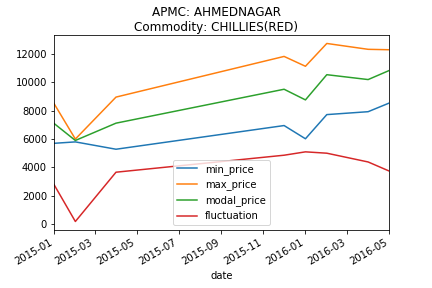 APMC: AHMEDNAGAR
Commodity: CHILLIES(RED)
12000
10000
8000
6000
4000
2000
0
min_price
max_price
modal_price
fluctuation
2015-01
2015-03
2015-05
2015-07
2015-09
2015-11
2016-01
2016-03
2016-05
date